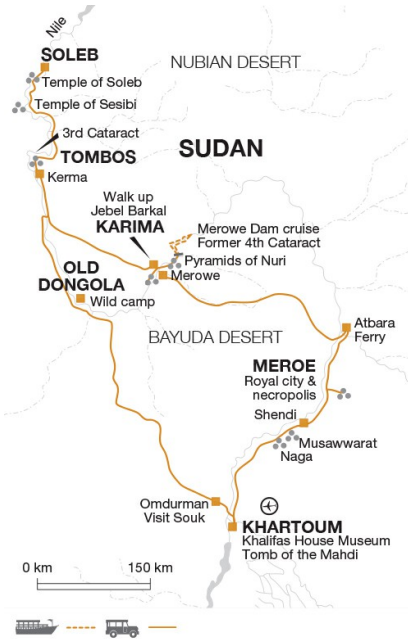 Nile
SOLEB
NUBIAN DESERT
Temple of Soleb
Temple of Sesibi
3rd Cataract
TOMBOS
SUDAN
Kerma
Walk up
Jebel Barkal
KARIMA
Merowe Dam cruise
Former 4th Cataract
Pyramids of Nuri
Merowe
OLD
DONGOLA
Wild camp
BAYUDA DESERT
Atbara
Ferry
MEROE
Royal city &
necropolis
Shendi
Musawwarat
Naga
Omdurman
Visit Souk
KHARTOUM
Khalifas House Museum
Tomb of the Mahdi
0 km
150 km